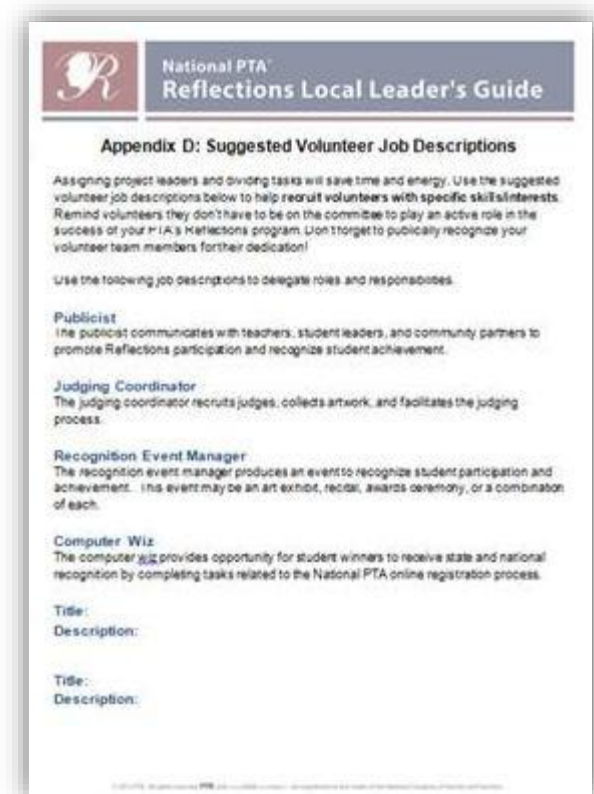 National PTA®
Reflections Local Leader's Guide
Appendix D: Suggested Volunteer Job Descriptions
Assigning project leaders and dividing tasks will save time and energy. Use the suggested
volunteer job descriptions below to help recruit volunteers with specific skills/interests.
Remind volunteers they don't have to be on the committee to play an active role in the
success of your PTA's Reflections program. Don't forget to publically recognize your
volunteer team members for their dedication!
Use the following job descriptions to delegate roles and responsibilities.
Publicist
The publicist communicates with teachers, student leaders, and community partners to
promote Reflections participation and recognize student achievement.
Judging Coordinator
The judging coordinator recruits judges, collects artwork, and facilitates the judging
process.
Recognition Event Manager
The recognition event manager produces an event to recognize student participation and
achievement. This event may be an art exhibit, recital, awards ceremony, or a combination
of each.
Computer Wiz
The computer wiz provides opportunity for student winners to receive state and national
recognition by completing tasks related to the National PTA online registration process.
Title:
Description:
Title:
Description: